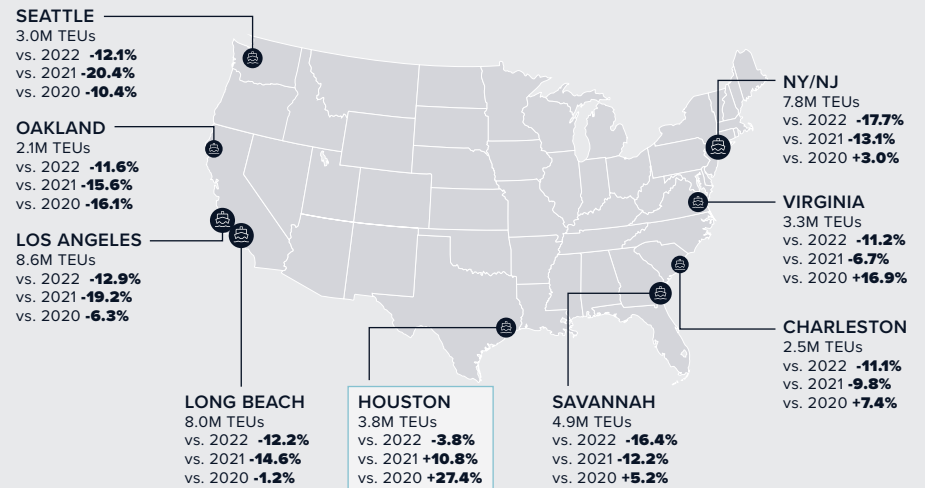 SEATTLE
3.0M TEUs
vs. 2022 -12.1%
vs. 2021 -20.4%
vs. 2020 -10.4%
OAKLAND
2.1M TEUs
vs. 2022 -11.6%
vs. 2021 -15.6%
vs. 2020 -16.1%
LOS ANGELES
8.6M TEUs
vs. 2022 -12.9%
vs. 2021 -19.2%
vs. 2020 -6.3%
LONG BEACH
8.0M TEUs
vs. 2022 -12.2%
vs. 2021 -14.6%
vs. 2020 -1.2%
HOUSTON
3.8M TEUs
vs. 2022 -3.8%
vs. 2021 +10.8%
vs. 2020 +27.4%
SAVANNAH
4.9M TEUs
vs. 2022 -16.4%
vs. 2021 -12.2%
vs. 2020 +5.2%
NY/NJ
7.8M TEUs
vs. 2022 -17.7%
vs. 2021 -13.1%
vs. 2020 +3.0%
VIRGINIA
3.3M TEUs
vs. 2022 -11.2%
vs. 2021 -6.7%
vs. 2020 +16.9%
CHARLESTON
2.5M TEUs
vs. 2022 -11.1%
vs. 2021 -9.8%
vs. 2020 +7.4%